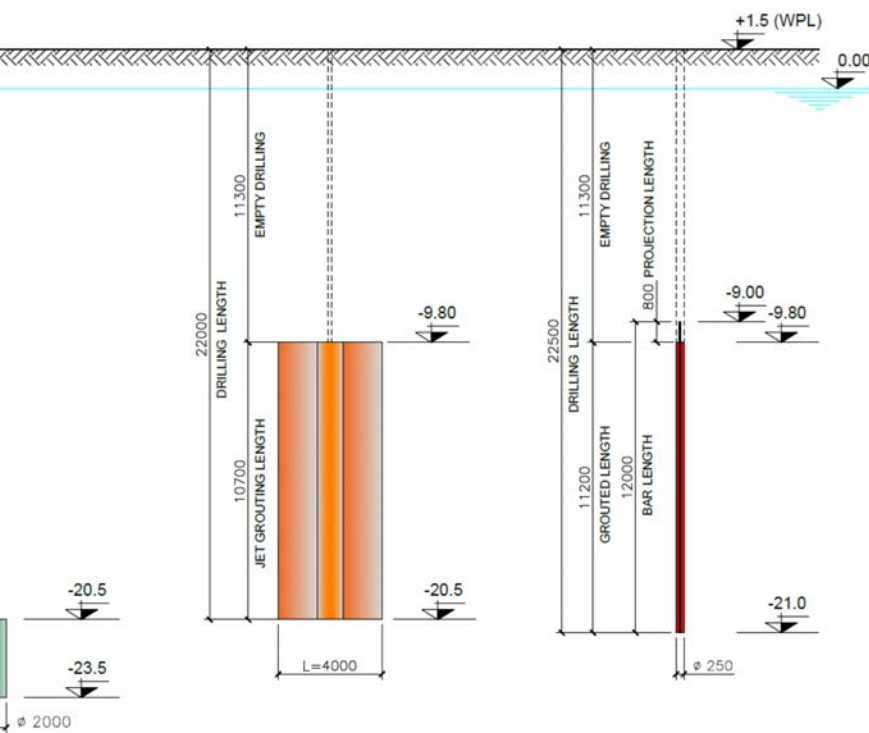 +1.5 (WPL)
0.00
22000
DRILLING LENGTH
11300
EMPTY DRILLING
10700
JET GROUTING LENGTH
-9.80
-20.5
L=4000
-20.5
-23.5
ø 2000
22500
DRILLING LENGTH
11300
EMPTY DRILLING
11200
GROUTED LENGTH
800 PROJECTION LENGTH
12000
BAR LENGTH
-9.00
-9.80
-21.0
ø 250